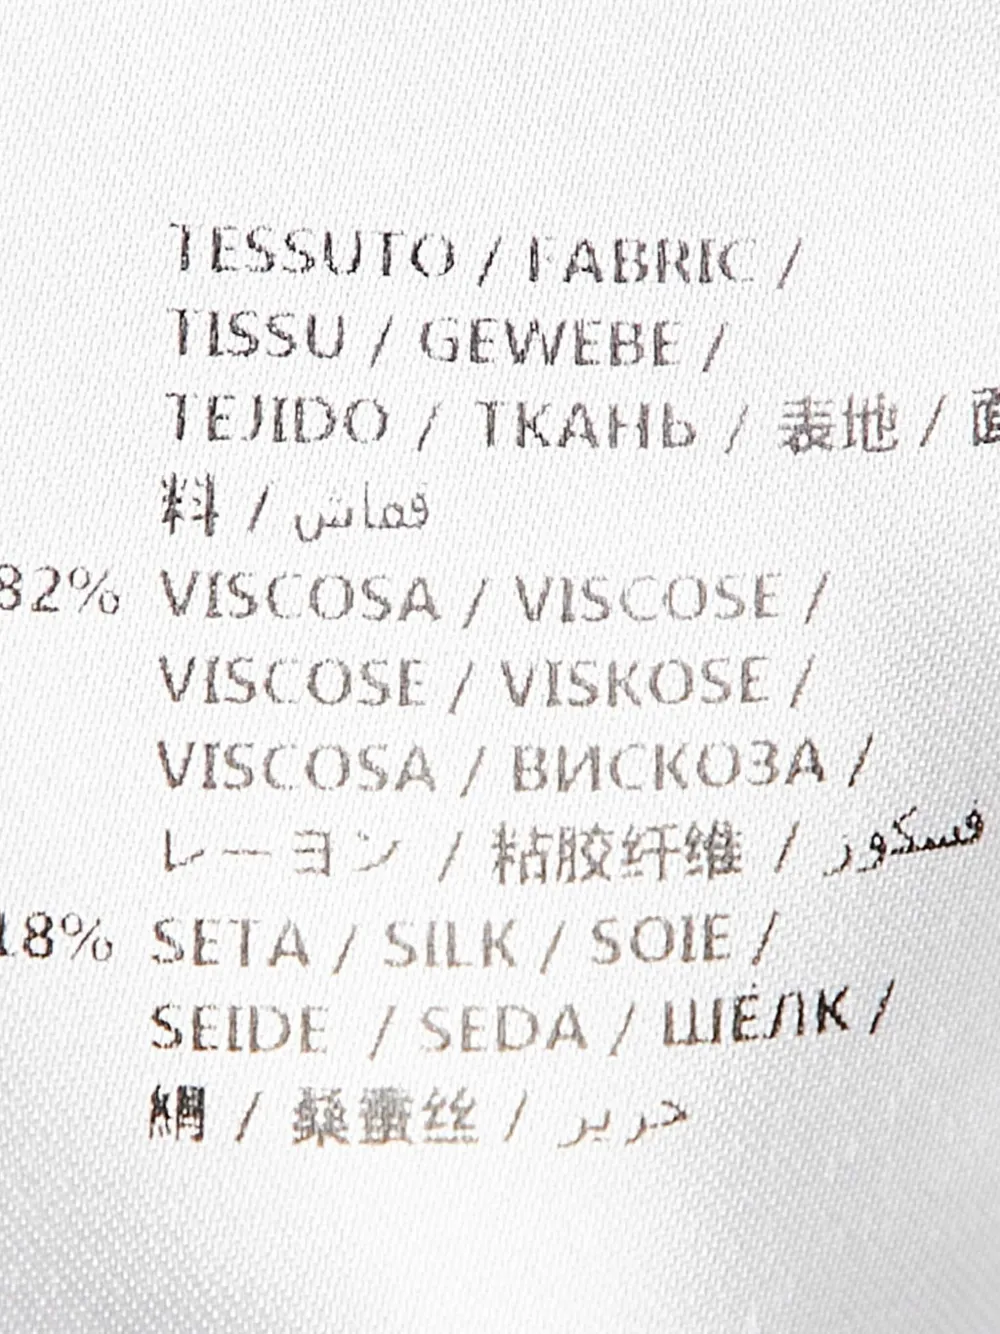 TESSUTO / FABRIC /
TISSU / GEWEBE /
TEJIDO / ТКАНЬ / 表地 / 面
料 / قماش
82% VISCOSA / VISCOSE /
VISCOSE / VISKOSE /
VISCOSA / ВИСКОЗА /
レーヨン / 粘胶纤维 / فسكوز
18% SETA / SILK / SOIE /
SEIDE / SEDA / ШЁЛК /
絹 / 桑蚕丝 / حرير